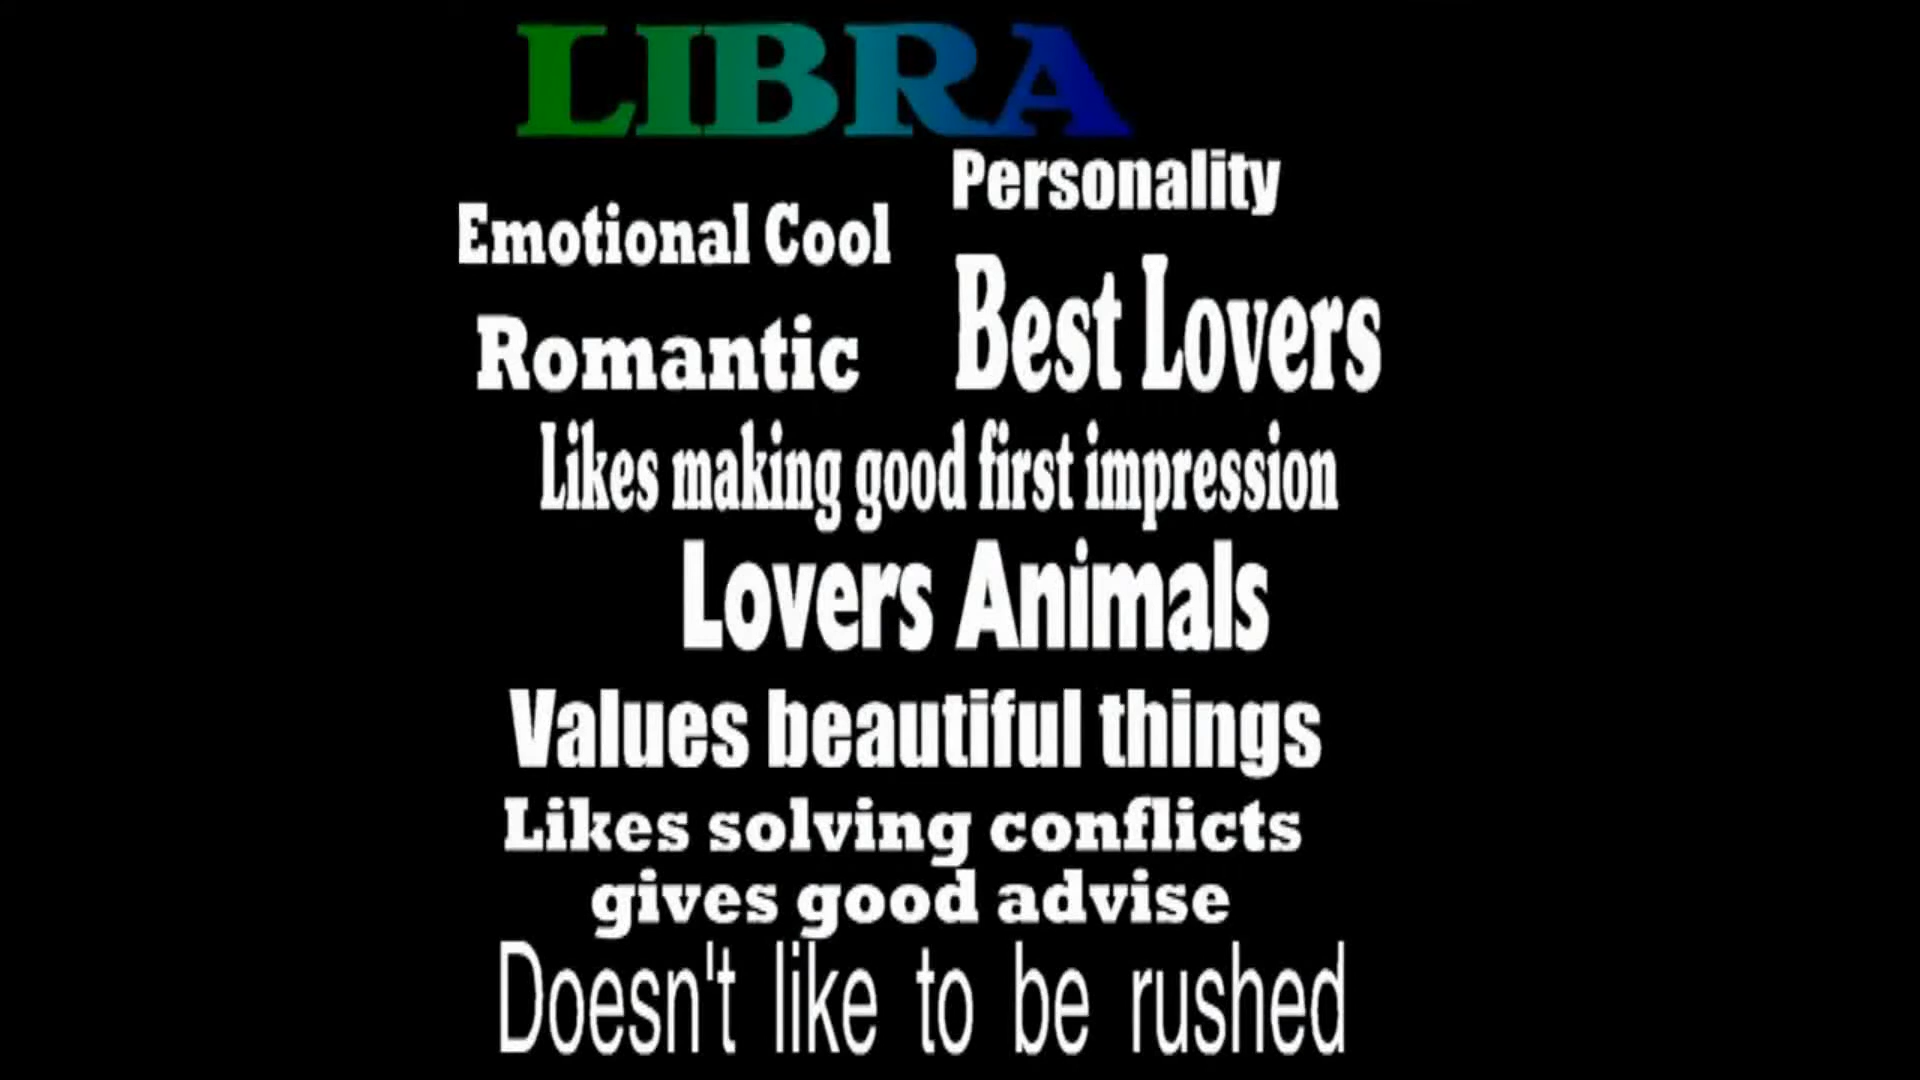 LIBRA
Personality
Emotional Cool
Best Lovers
Romantic
Likes making good first impression
Lovers Animals
Values beautiful things
Likes solving conflicts
gives good advise
Doesn't like to be rushed